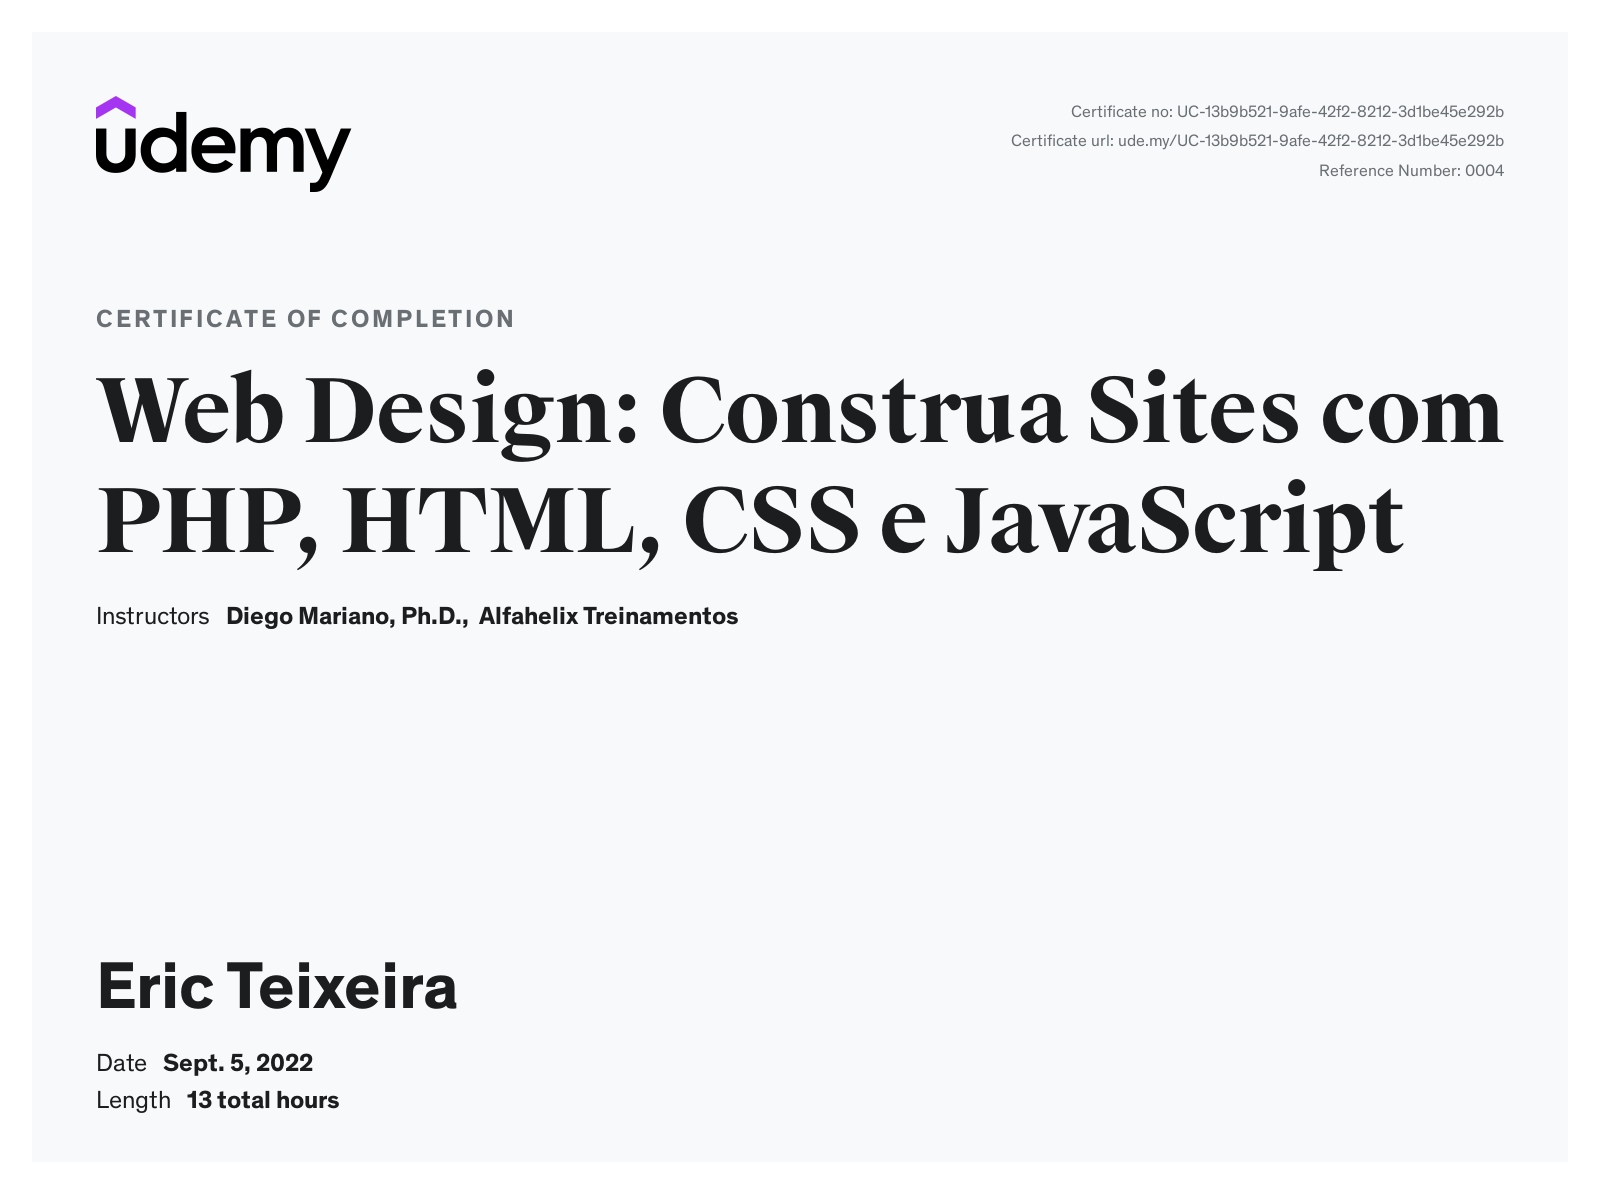 udemy
Certificate no: UC-13b9b521-9afe-42f2-8212-3d1be45e292b
Certificate url: ude.my/UC-13b9b521-9afe-42f2-8212-3d1be45e292b
Reference Number: 0004
CERTIFICATE OF COMPLETION
Web Design: Construa Sites com
PHP, HTML, CSS e JavaScript
Instructors Diego Mariano, Ph.D., Alfahelix Treinamentos
Eric Teixeira
Date Sept. 5, 2022
Length 13 total hours